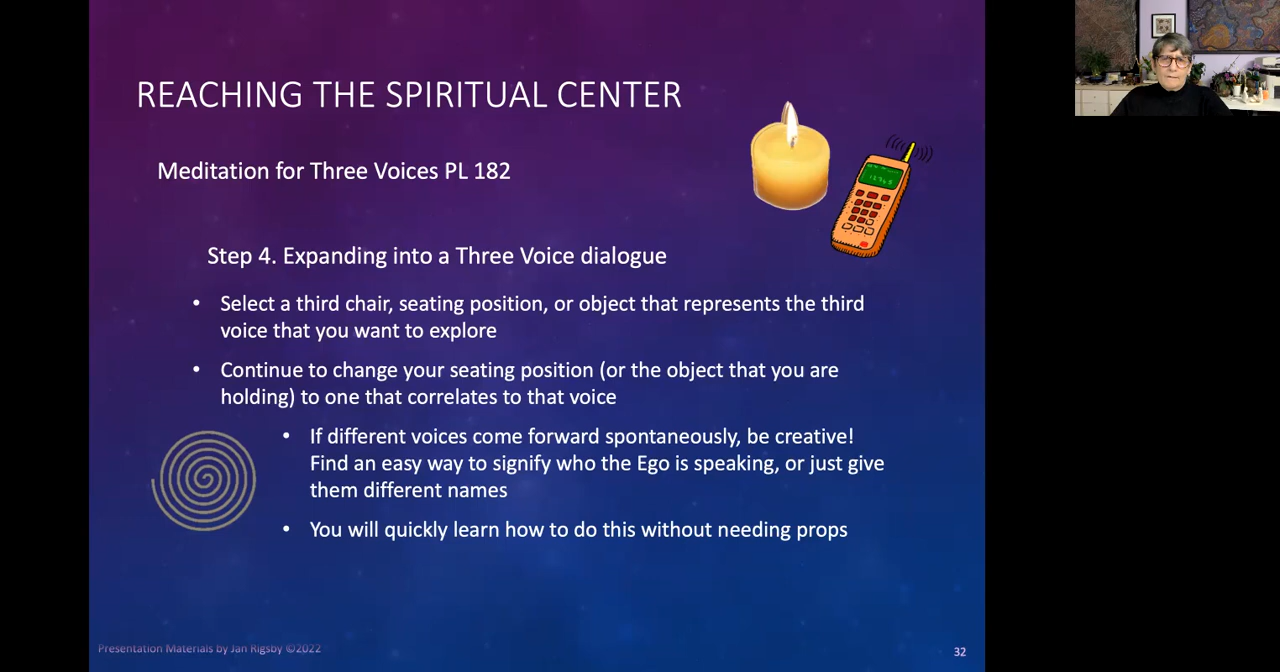 REACHING THE SPIRITUAL CENTER
Meditation for Three Voices PL 182
Step 4. Expanding into a Three Voice dialogue
• Select a third chair, seating position, or object that represents the third
voice that you want to explore
• Continue to change your seating position (or the object that you are
holding) to one that correlates to that voice
• If different voices come forward spontaneously, be creative!
Find an easy way to signify who the Ego is speaking, or just give
them different names
• You will quickly learn how to do this without needing props
Presentation Materials by Jan Rigsby ©2022
32